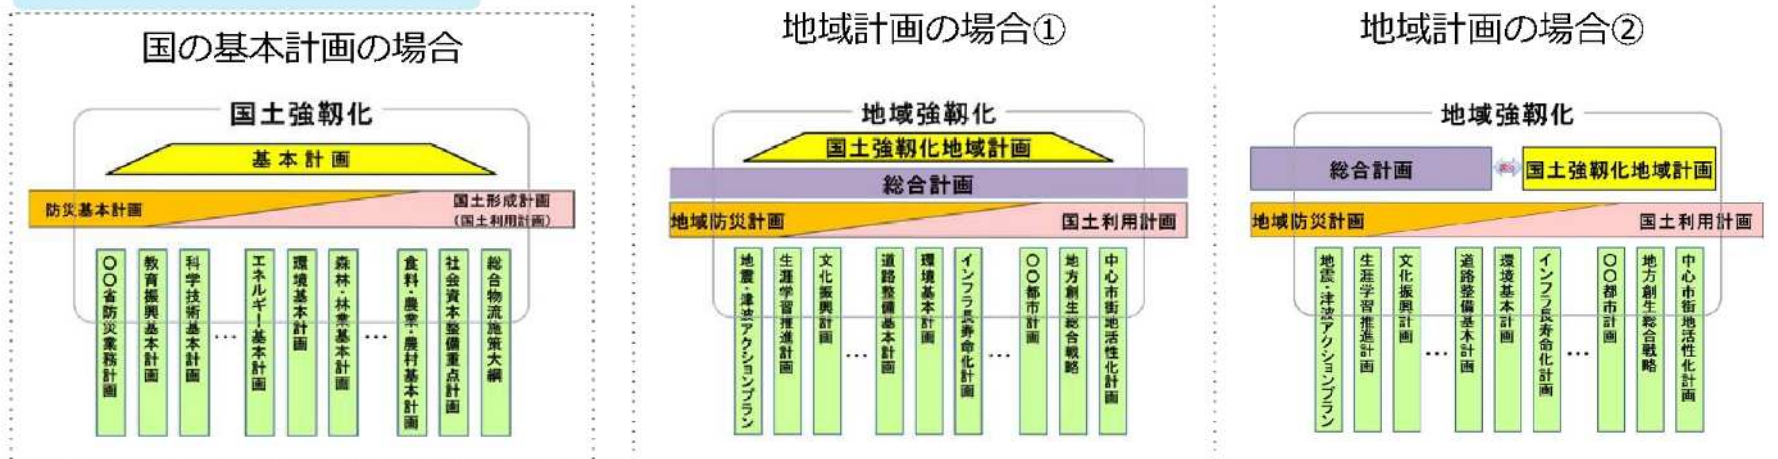 国の基本計画の場合
国土強靱化
基本計画
防災基本計画
国土形成計画
(国土利用計画)
〇〇省防災業務計画
教育振興基本計画
科学技術基本計画
…
エネルギー基本計画
環境基本計画
森林・林業基本計画
…
食料・農業・農村基本計画
社会資本整備重点計画
総合物流施策大綱
地域計画の場合①
地域強靱化
国土強靱化地域計画
総合計画
地域防災計画
国土利用計画
地震・津波アクションプラン
生涯学習推進計画
文化振興計画
…
道路整備基本計画
環境基本計画
インフラ長寿命化計画
…
〇〇都市計画
地方創生総合戦略
中心市街地活性化計画
地域計画の場合②
地域強靱化
総合計画
国土強靱化地域計画
地域防災計画
国土利用計画
地震・津波アクションプラン
生涯学習推進計画
文化振興計画
…
道路整備基本計画
環境基本計画
インフラ長寿命化計画
…
〇〇都市計画
地方創生総合戦略
中心市街地活性化計画